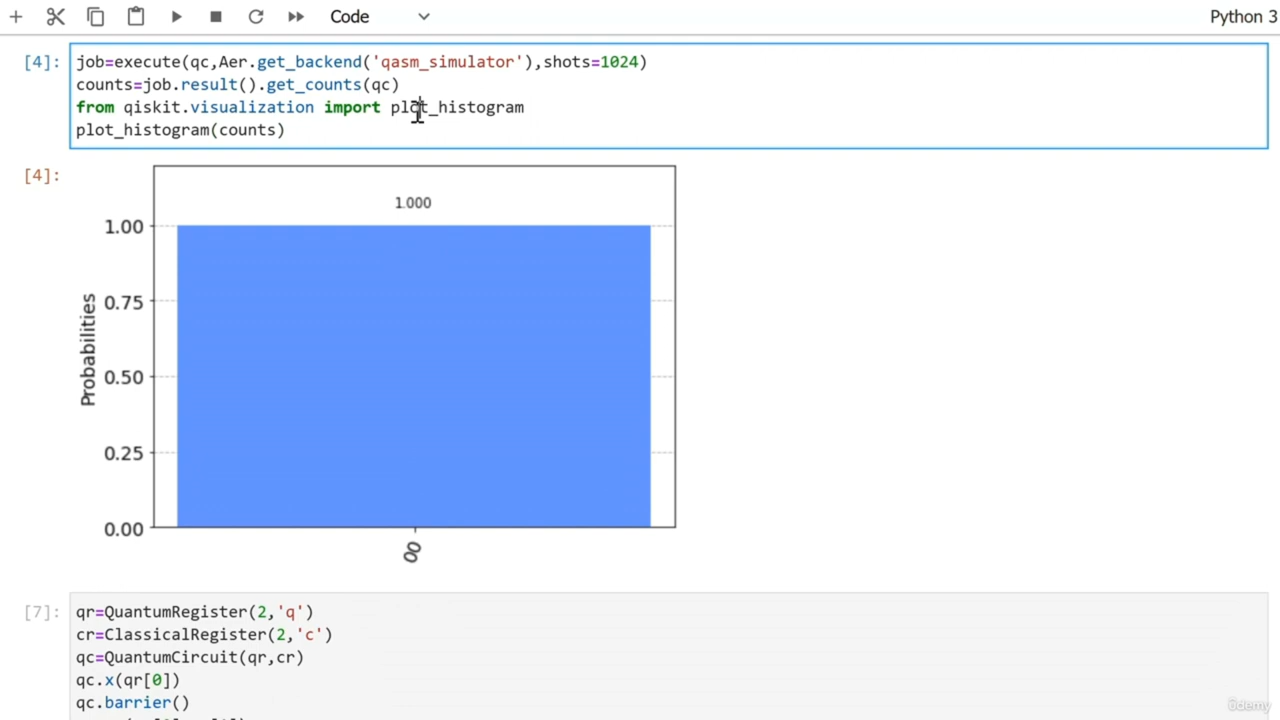 Code
Python 3
[4]: job=execute(qc,Aer.get_backend('qasm_simulator'),shots=1024)
counts=job.result().get_counts(qc)
from qiskit.visualization import plot_histogram
plot_histogram(counts)
[4]:
1.000
1.00
0.75
0.50
0.25
0.00
Probabilities
00
[7]: qr=QuantumRegister(2,'q')
cr=ClassicalRegister(2,'c')
qc=QuantumCircuit(qr,cr)
qc.x(qr[0])
qc.barrier()
ûdemy